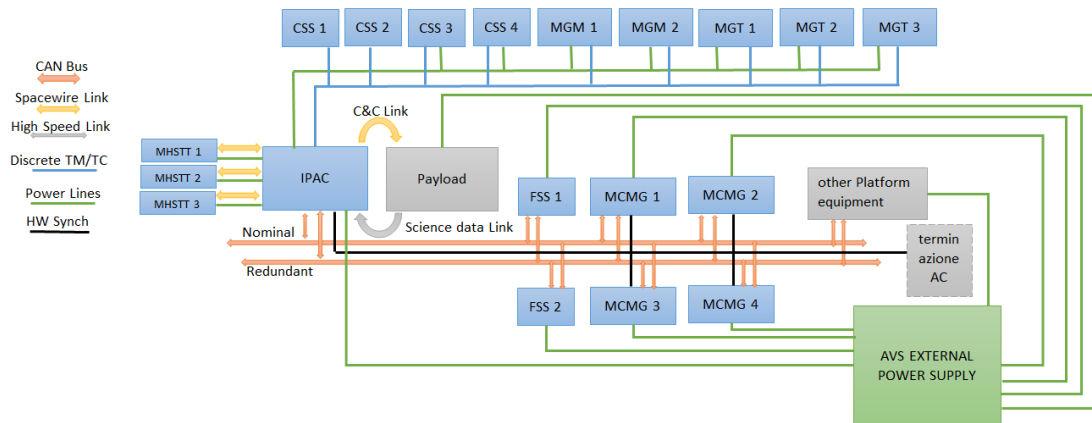 CSS 1
CSS 2
CSS 3
CSS 4
MGM 1
MGM 2
MGT 1
MGT 2
MGT 3
CAN Bus
Spacewire Link
High Speed Link
Discrete TM/TC
Power Lines
HW Synch
C&C Link
MHSTT 1
MHSTT 2
MHSTT 3
IPAC
Payload
FSS 1
MCMG 1
MCMG 2
other Platform
equipment
Nominal
Science data Link
Redundant
termin
azione
AC
FSS 2
MCMG 3
MCMG 4
AVS EXTERNAL
POWER SUPPLY